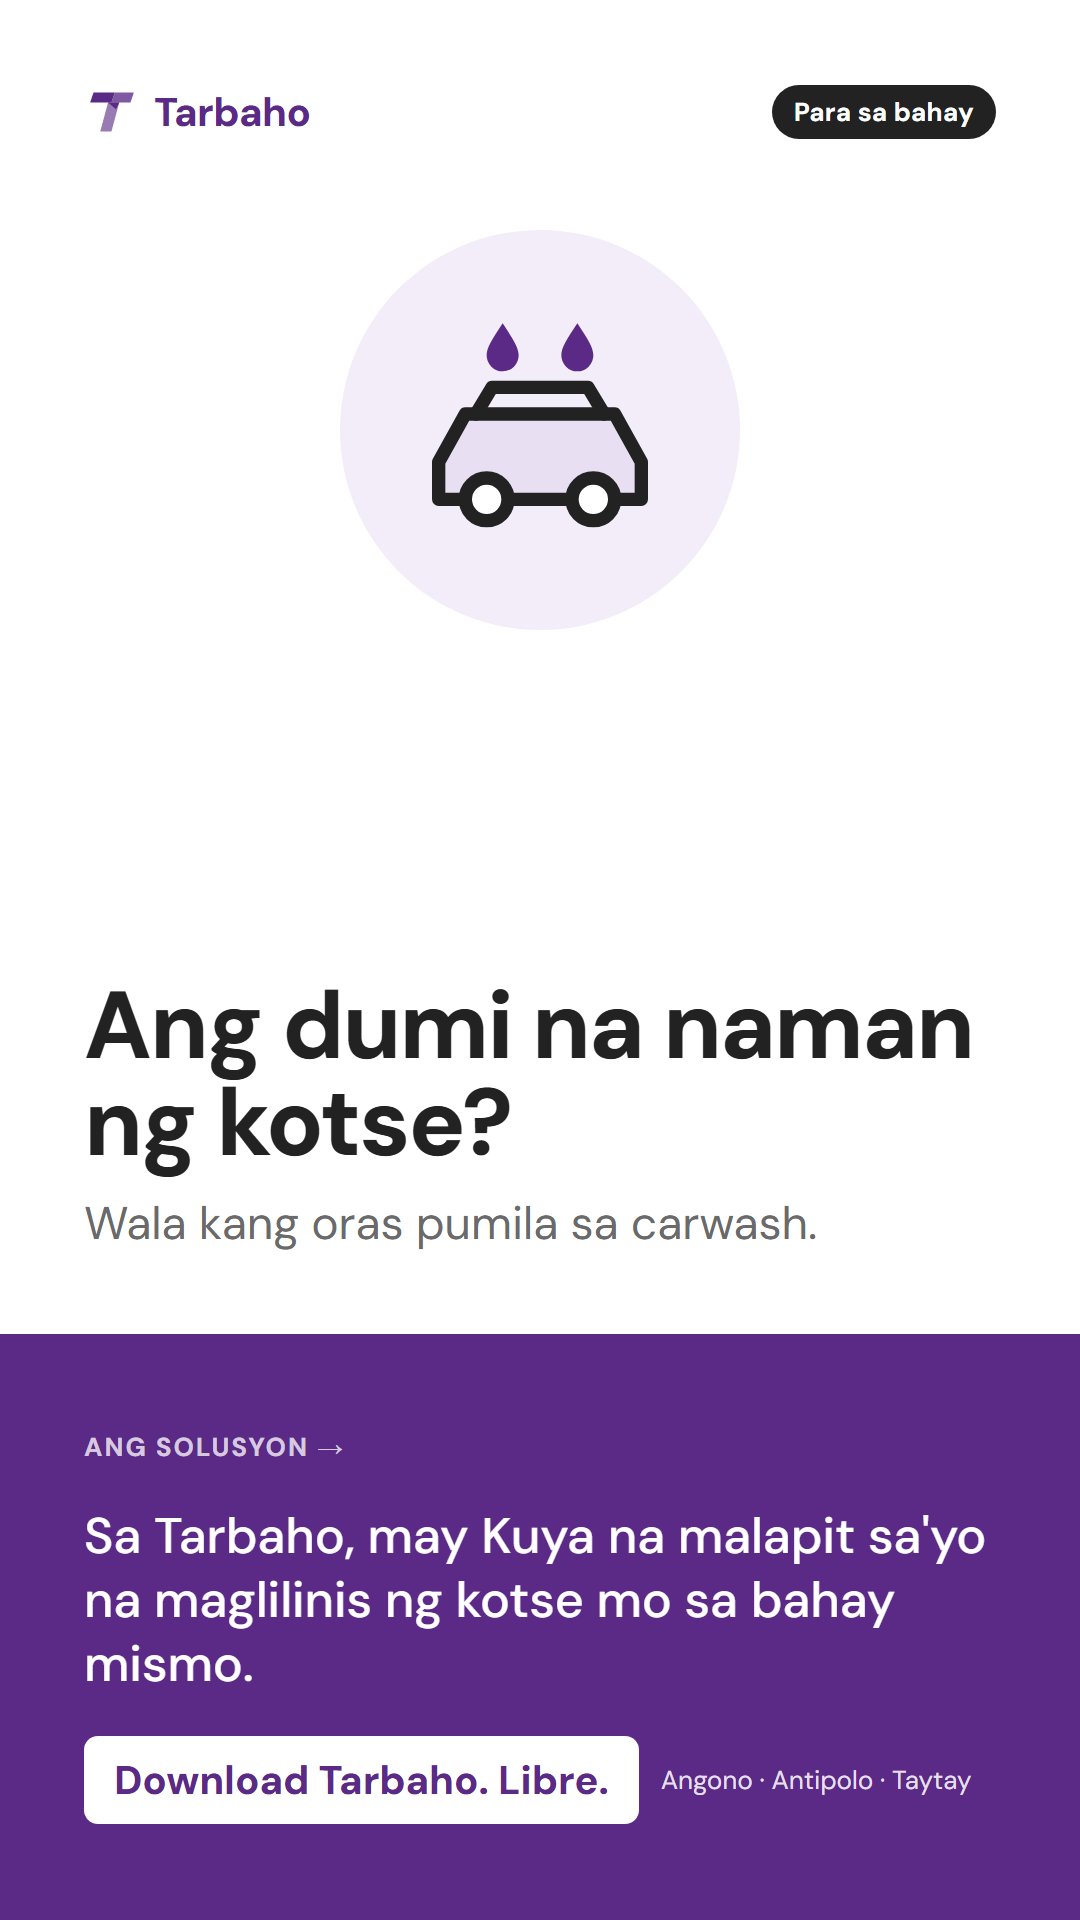 Tarbaho
Para sa bahay
Ang dumi na naman
ng kotse?
Wala kang oras pumila sa carwash.
ANG SOLUSYON →
Sa Tarbaho, may Kuya na malapit sa'yo
na maglilinis ng kotse mo sa bahay
mismo.
Download Tarbaho. Libre.
Angono · Antipolo · Taytay